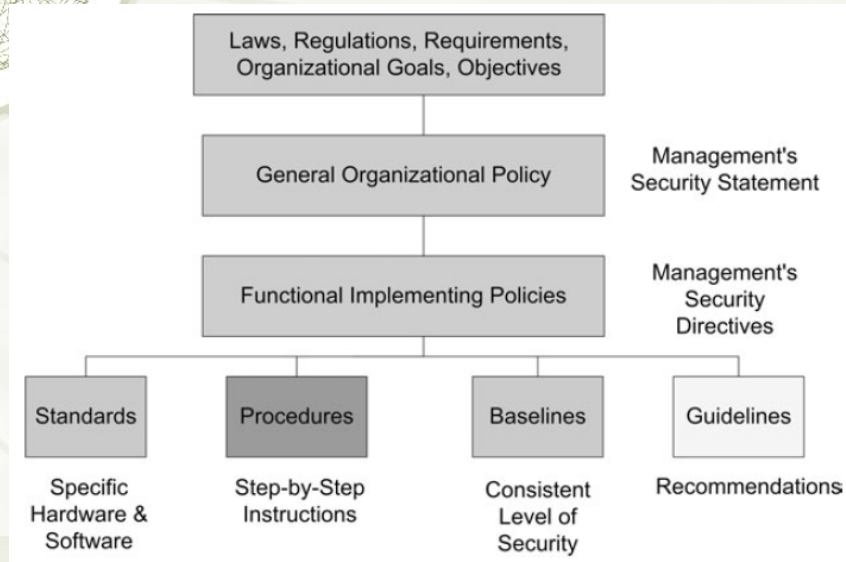 Laws, Regulations, Requirements,
Organizational Goals, Objectives
General Organizational Policy
Management's
Security Statement
Functional Implementing Policies
Management's
Security
Directives
Standards
Procedures
Baselines
Guidelines
Specific
Hardware &
Software
Step-by-Step
Instructions
Consistent
Level of
Security
Recommendations